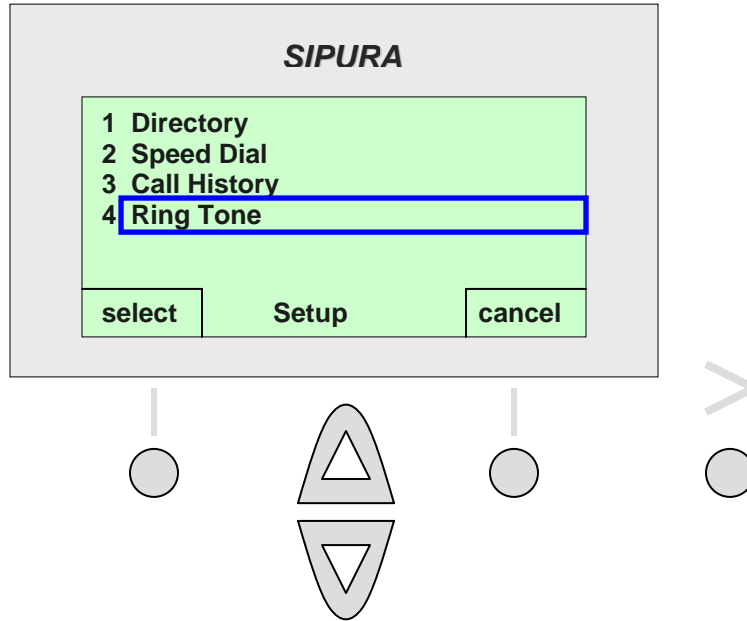 SIPURA
1 Directory
2 Speed Dial
3 Call History
4 Ring Tone
select Setup cancel
>